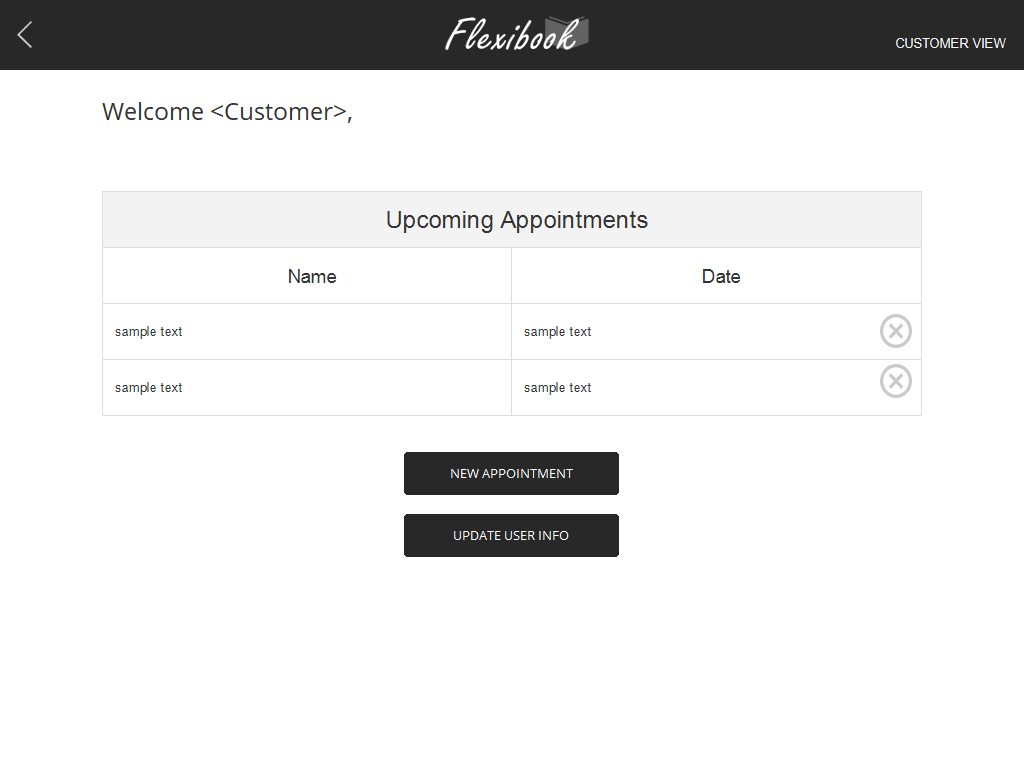 Flexibook
CUSTOMER VIEW
Welcome <Customer>,
Upcoming Appointments
Name Date
sample text sample text
sample text sample text
NEW APPOINTMENT
UPDATE USER INFO